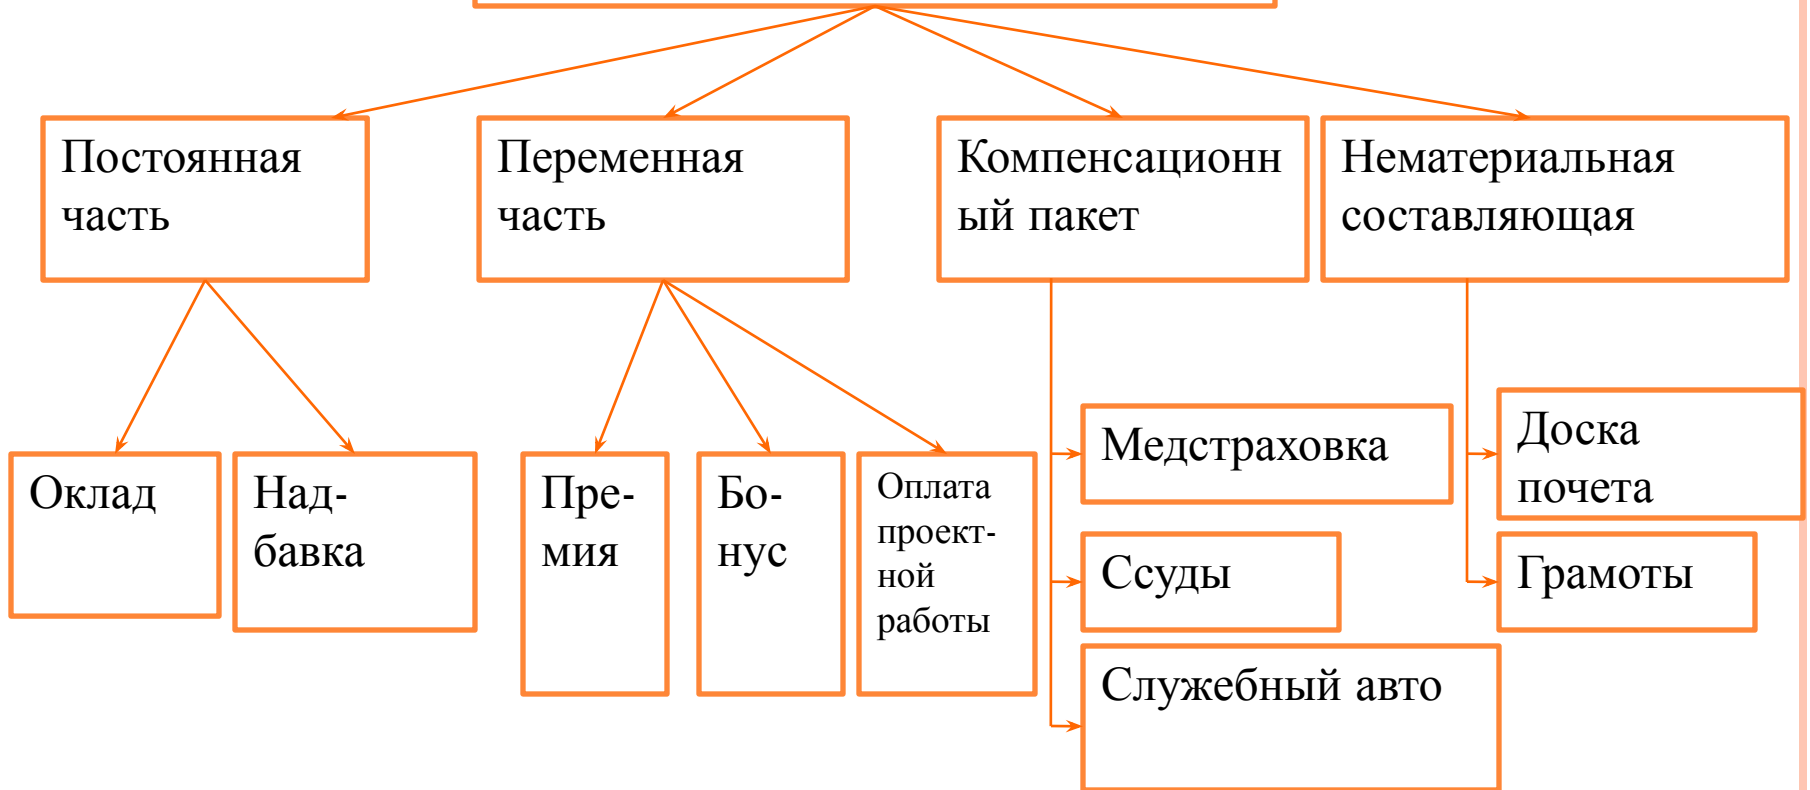 Постоянная
часть
Переменная
часть
Компенсационн
ый пакет
Нематериальная
составляющая
Оклад
Над-
бавка
Пре-
мия
Бо-
нус
Оплата
проект-
ной
работы
Медстраховка
Ссуды
Служебный авто
Доска
почета
Грамоты